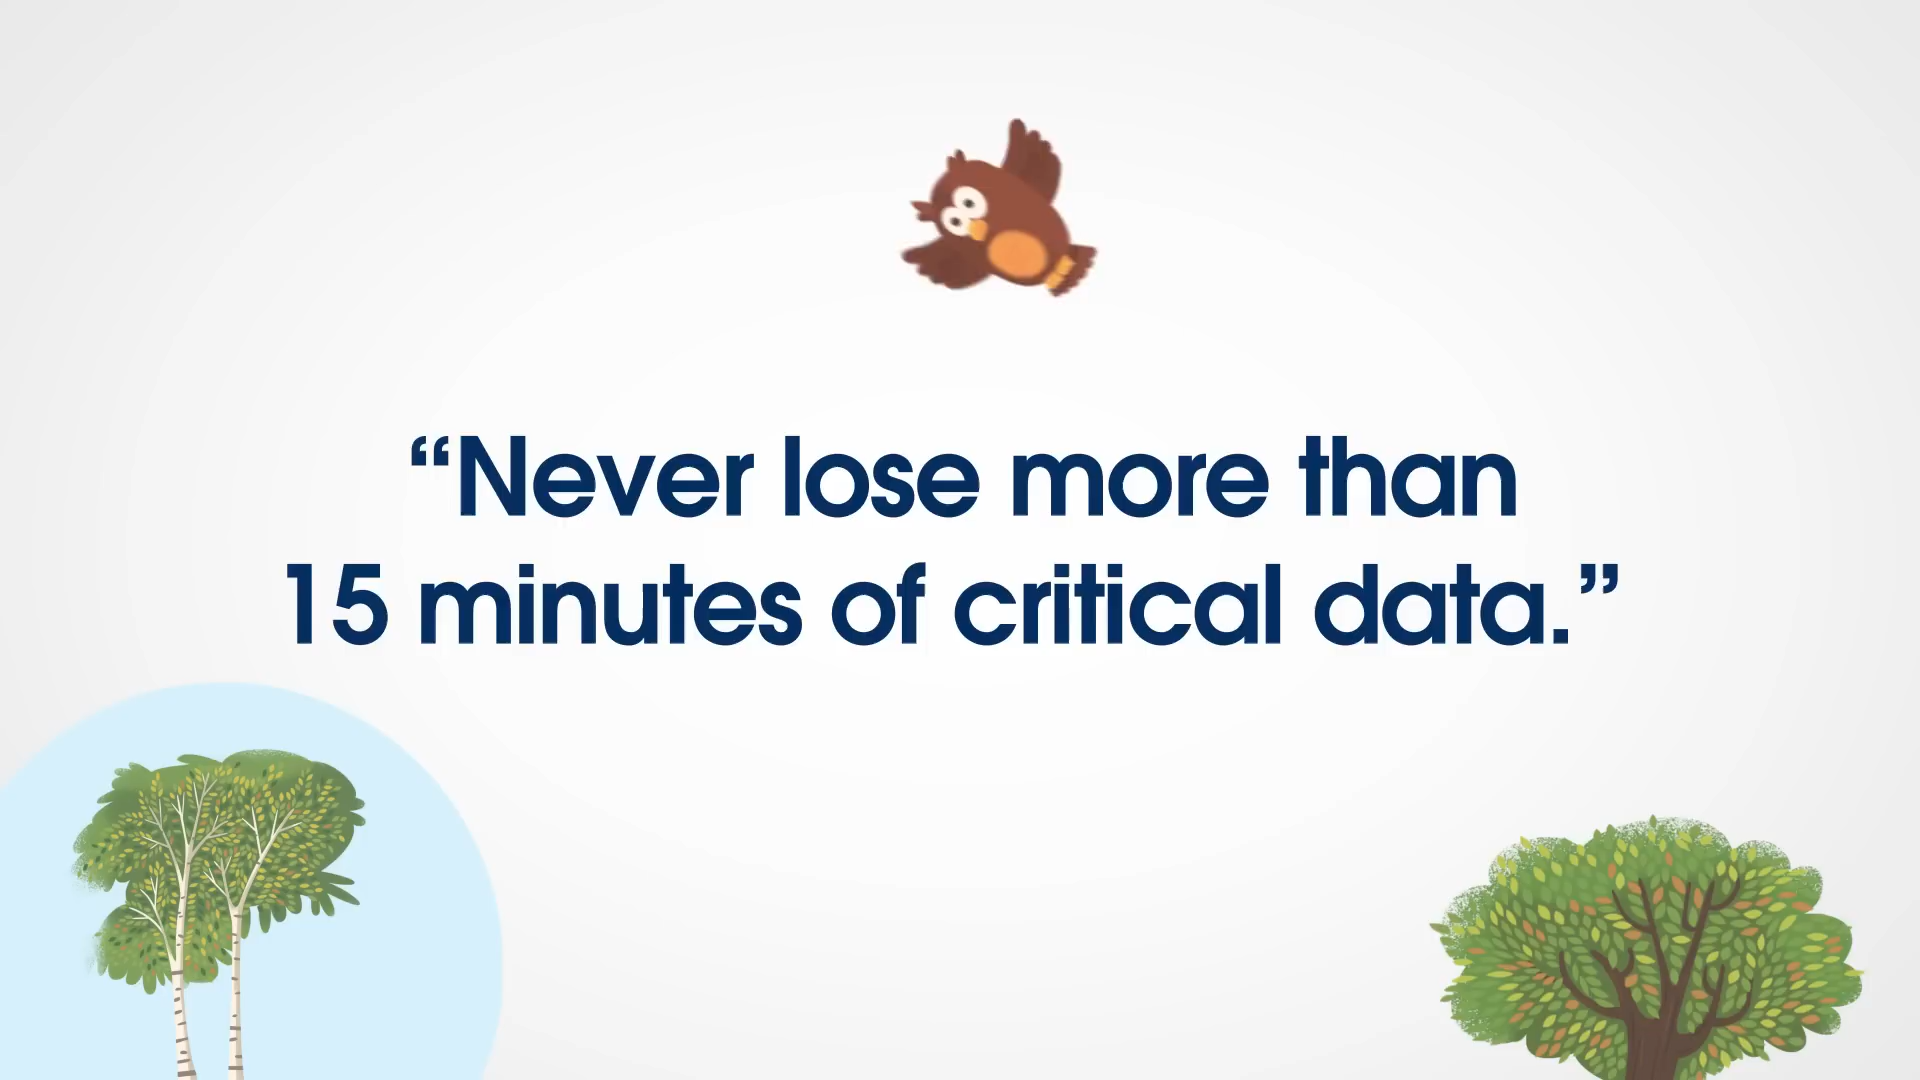 “Never lose more than
15 minutes of critical data.”